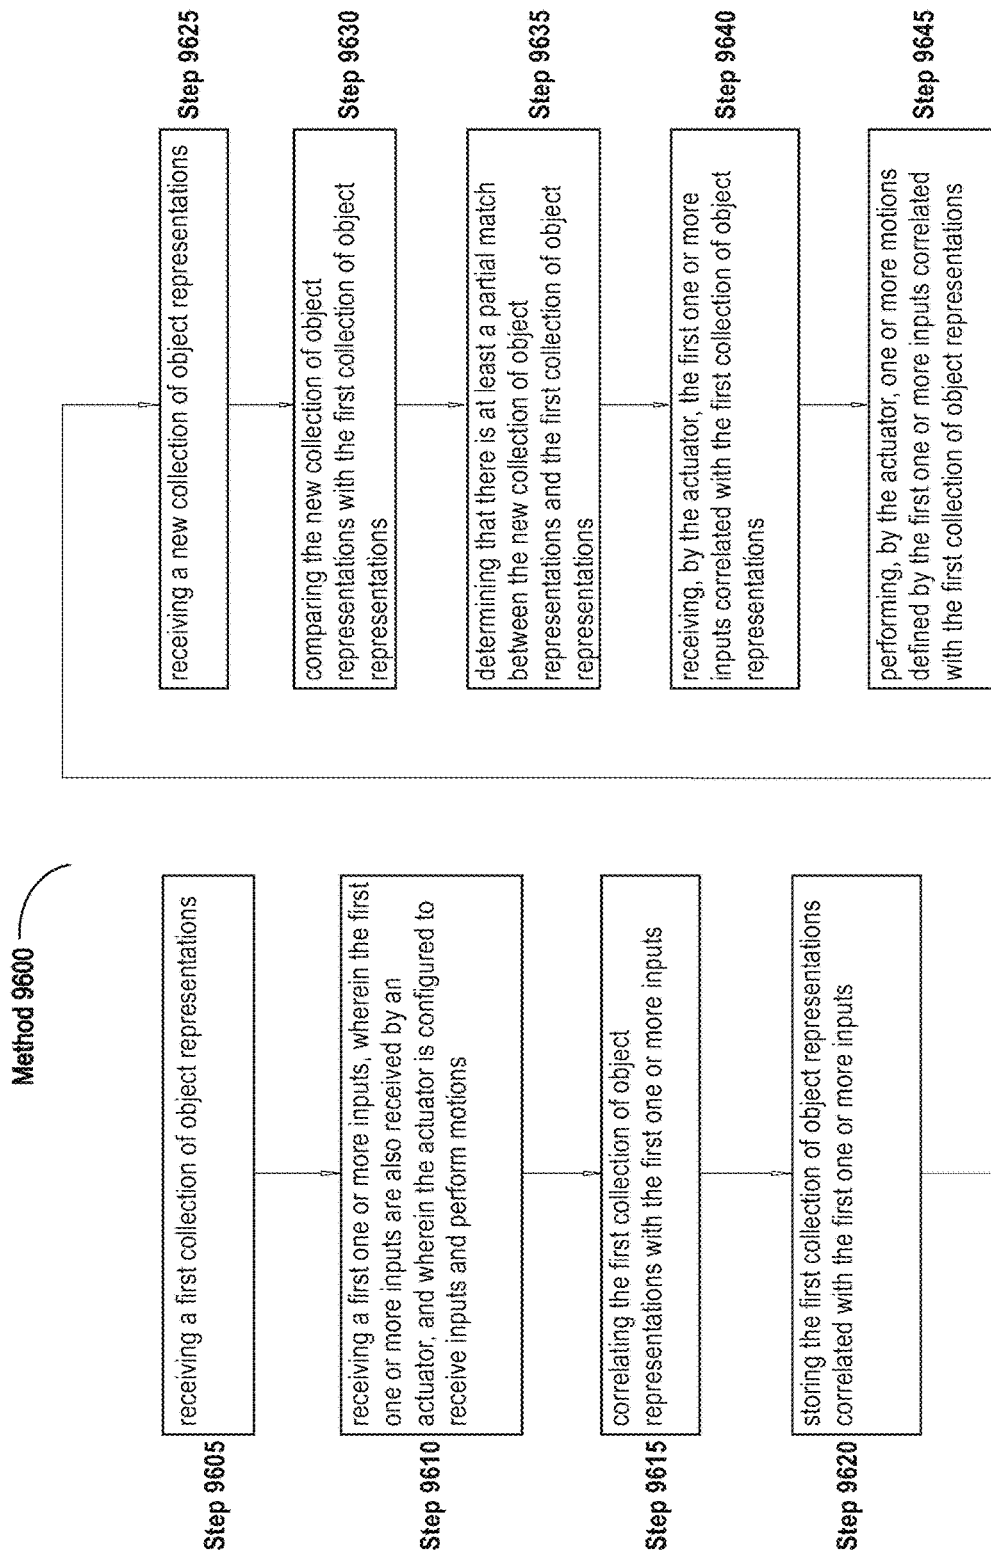 Method 9600
Step 9605
receiving a first collection of object representations
Step 9610
receiving a first one or more inputs, wherein the first
one or more inputs are also received by an
actuator, and wherein the actuator is configured to
receive inputs and perform motions
Step 9615
correlating the first collection of object
representations with the first one or more inputs
Step 9620
storing the first collection of object representations
correlated with the first one or more inputs
receiving a new collection of object representations
Step 9625
comparing the new collection of object
representations with the first collection of object
representations
Step 9630
determining that there is at least a partial match
between the new collection of object
representations and the first collection of object
representations
Step 9635
receiving, by the actuator, the first one or more
inputs correlated with the first collection of object
representations
Step 9640
performing, by the actuator, one or more motions
defined by the first one or more inputs correlated
with the first collection of object representations
Step 9645